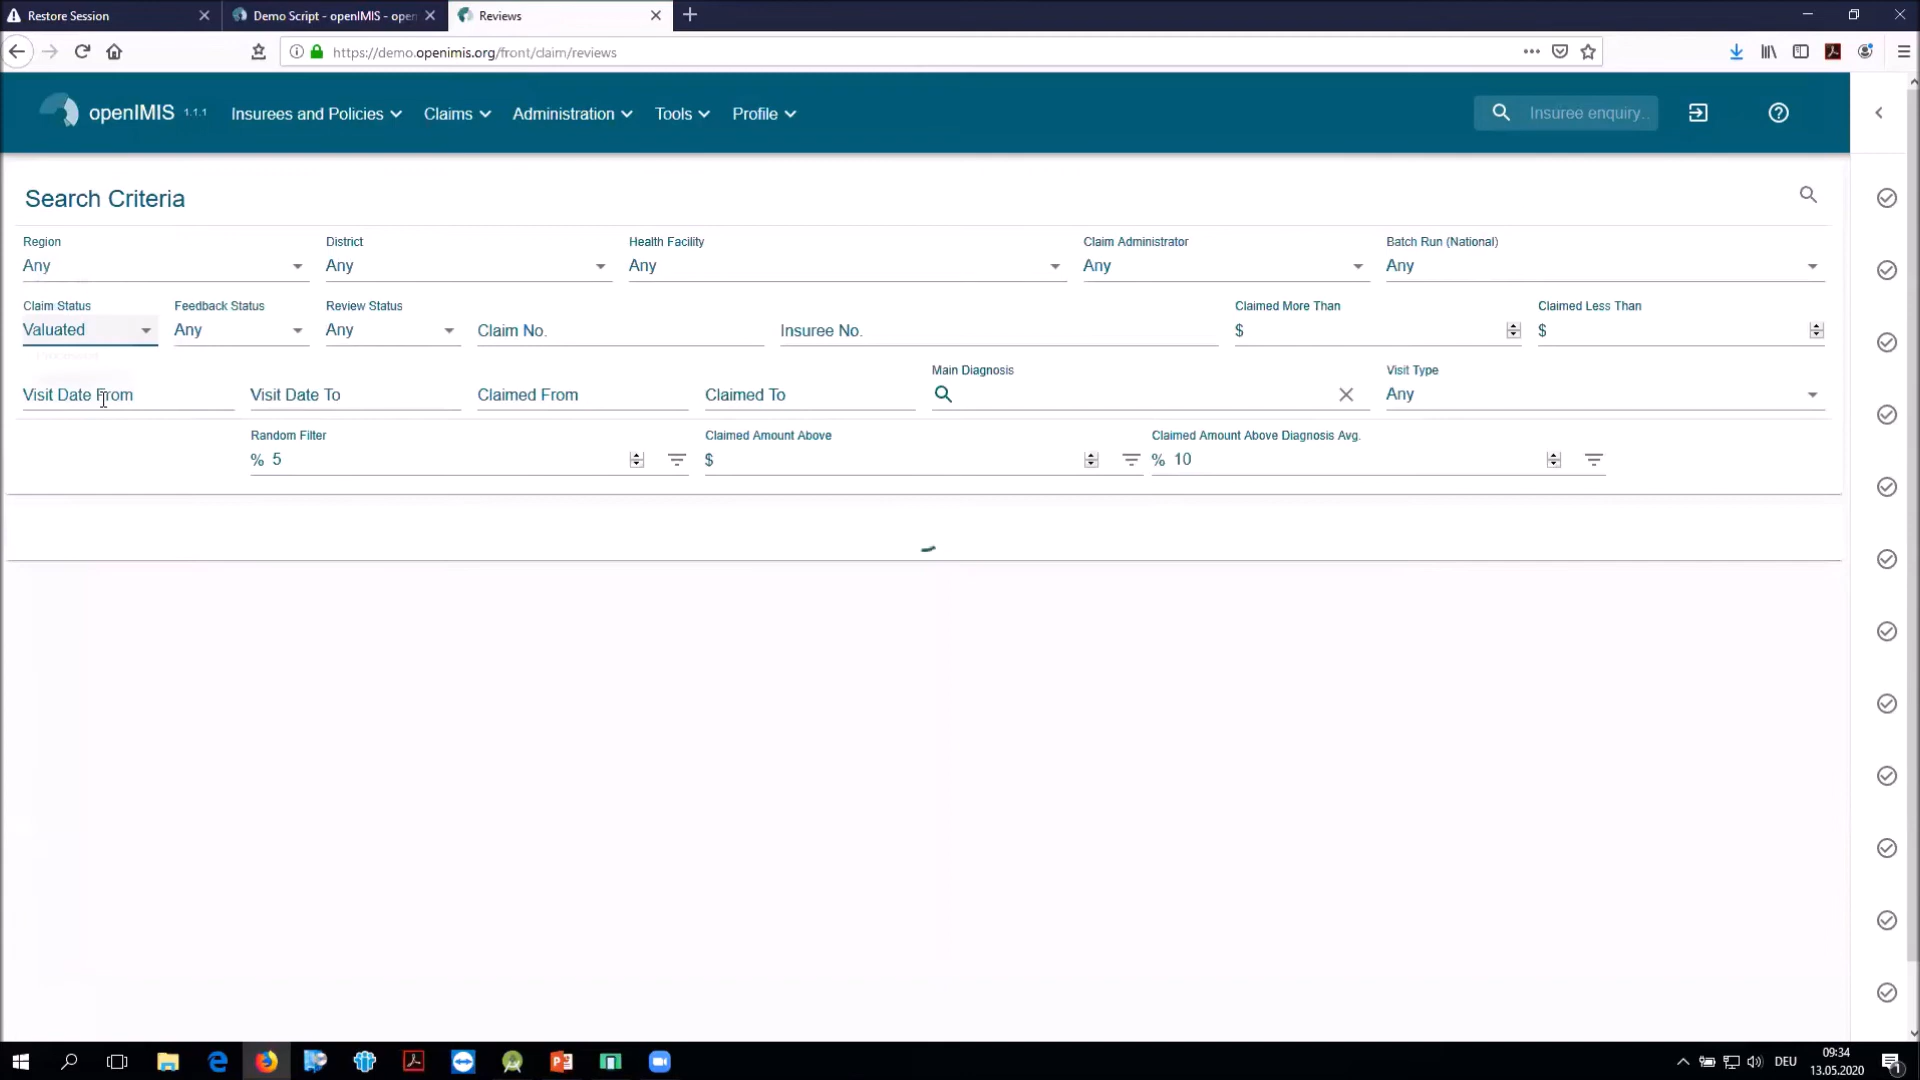 Restore Session
Demo Script - openIMIS - open
Reviews
https://demo.openimis.org/front/claim/reviews
openIMIS 1.1.1 Insurees and Policies Claims Administration Tools Profile Insuree enquiry..
Search Criteria
Region District Health Facility Claim Administrator Batch Run (National)
Any Any Any Any Any
Claim Status Feedback Status Review Status Claimed More Than Claimed Less Than
Valuated Any Any Claim No. Insuree No. $ $
Main Diagnosis Visit Type
Visit Date From Visit Date To Claimed From Claimed To Any
Random Filter Claimed Amount Above Claimed Amount Above Diagnosis Avg.
% 5 $ % 10
DEU
09:34
13.05.2020
1